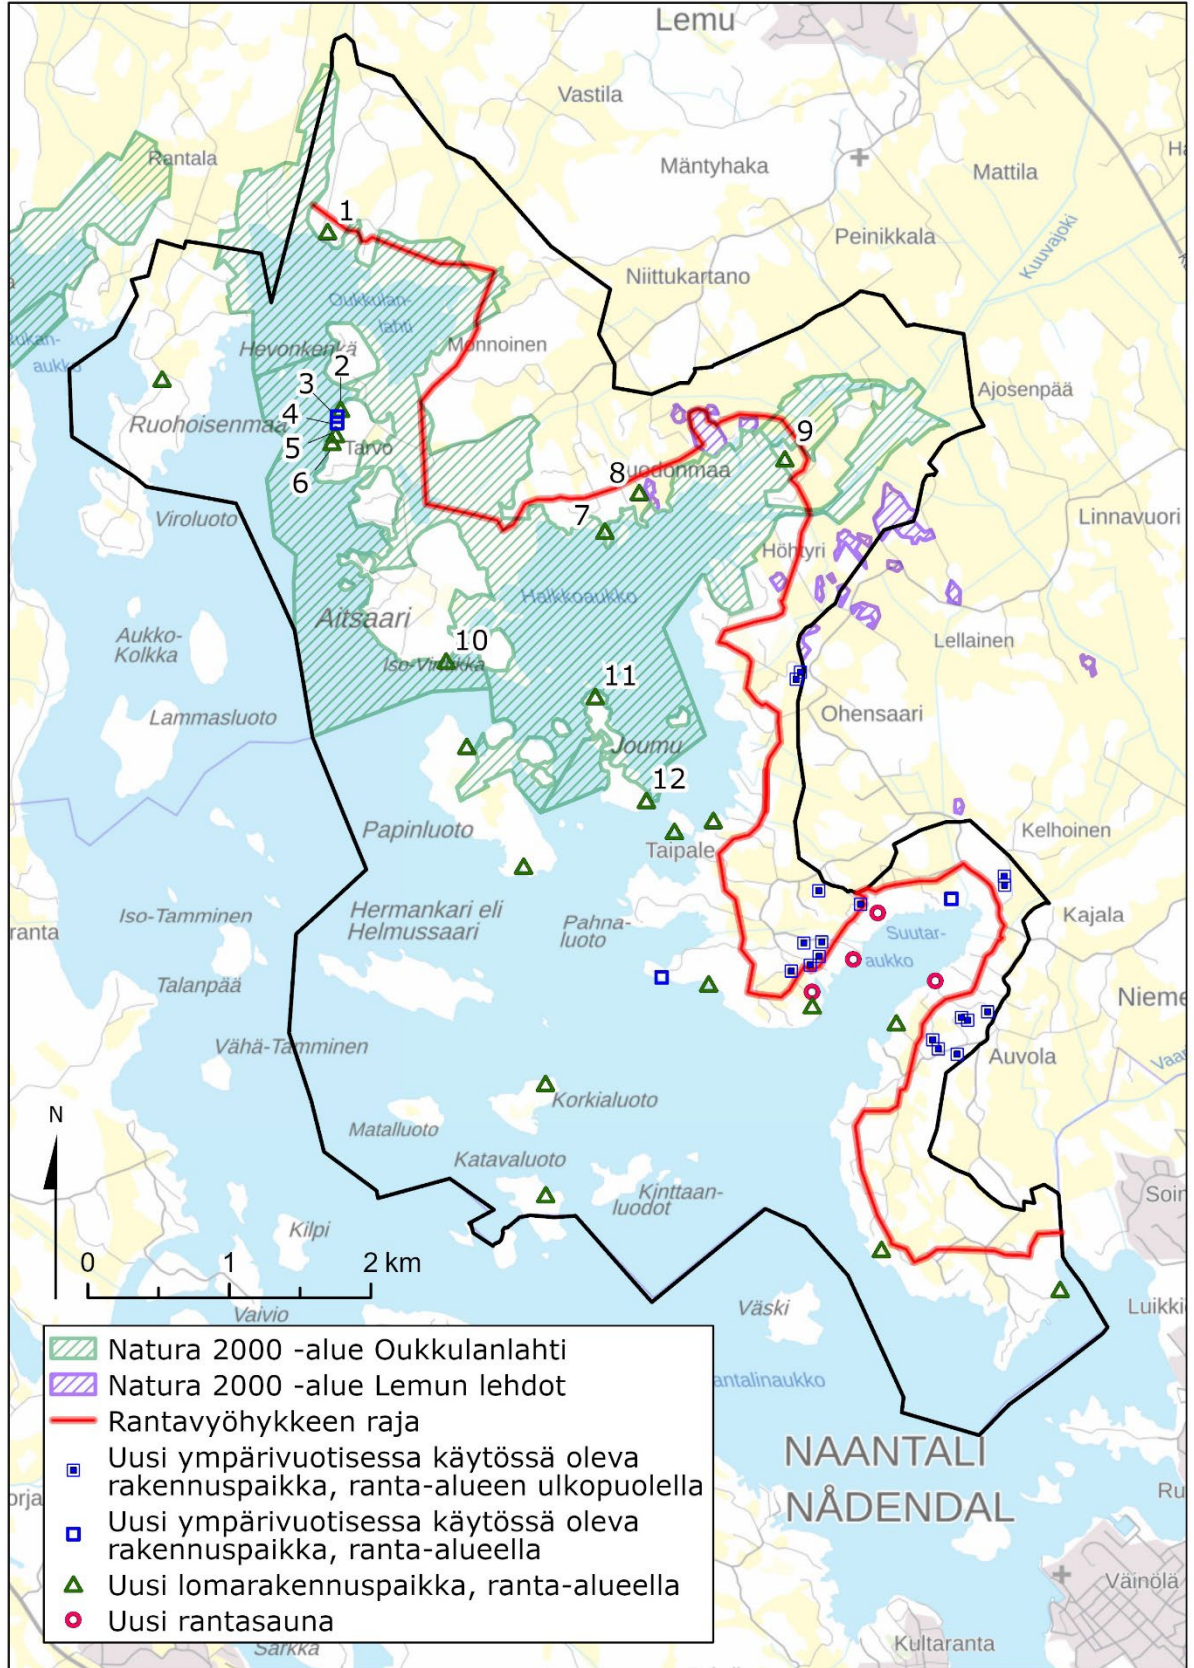 Lemu
Vastila
Rantala
Mäntyhaka
Mattila
Peinikkala
Kuuvajoki
Niittukartano
1
Oukkulan-
lahti
Hevonkenkä
Monnoinen
aukko
2
3
Ajosenpää
Ruohoisenmaa
4
5
Tarvo
9
6
8
Viroluoto
7
Linnavuori
Höhtyri
Halkkoaukko
Aitsaari
Aukko-
Kolkka
Lellainen
10
11
Lammasluoto
Ohensaari
Joumu
12
Papinluoto
Taipale
Kelhoinen
Iso-Tamminen
Hermankari eli
Helmussaari
Pahna-
luoto
Kajala
ranta
Suutar-
aukko
Talanpää
Vähä-Tamminen
Auvola
Korkialuoto
N
Matalluoto
Katavaluoto
Kinttaan-
luodot
Kilpi
0 1 2 km
Vaivio
Väski
Natura 2000 -alue Oukkulanlahti
Natura 2000 -alue Lemun lehdot
antalinaukko
Rantavyöhykkeen raja
NAANTALI
NÅDENDAL
Uusi ympärivuotisessa käytössä oleva
rakennuspaikka, ranta-alueen ulkopuolella
Uusi ympärivuotisessa käytössä oleva
rakennuspaikka, ranta-alueella
Uusi lomarakennuspaikka, ranta-alueella
Väinölä
Uusi rantasauna
Kultaranta